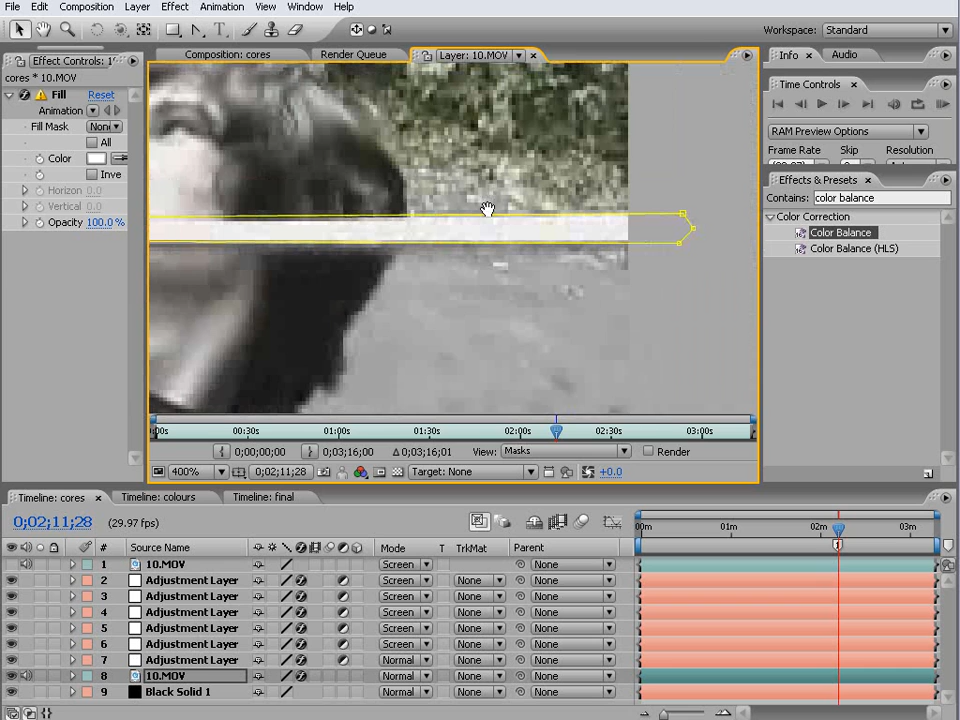 File Edit Composition Layer Effect Animation View Window Help
Workspace: Standard
Composition: cores Render Queue Layer: 10.MOV
Info Audio
Effect Controls: 1
cores * 10.MOV
Fill Reset
Animation
Fill Mask
All
Color
Inve
Horizon 0.0
Vertical 0.0
Opacity 100.0 %
Time Controls
RAM Preview Options
Frame Rate Skip Resolution
Effects & Presets
Contains: color balance
Color Correction
Color Balance
Color Balance (HLS)
00s 00:30s 01:00s 01:30s 02:00s 02:30s 03:00s
0;00;00;00 0;03;16;00 Δ 0;03;16;01 View: Masks Render
400% 0;02;11;28 Target: None +0.0
Timeline: cores Timeline: colours Timeline: final
0;02;11;28 (29.97 fps)
00m 01m 02m 03m
# Source Name Mode T TrkMat Parent
1 10.MOV Screen None
2 Adjustment Layer Screen None None
3 Adjustment Layer Screen None None
4 Adjustment Layer Screen None None
5 Adjustment Layer Screen None None
6 Adjustment Layer Screen None None
7 Adjustment Layer Normal None None
8 10.MOV Normal None None
9 Black Solid 1 Normal None None